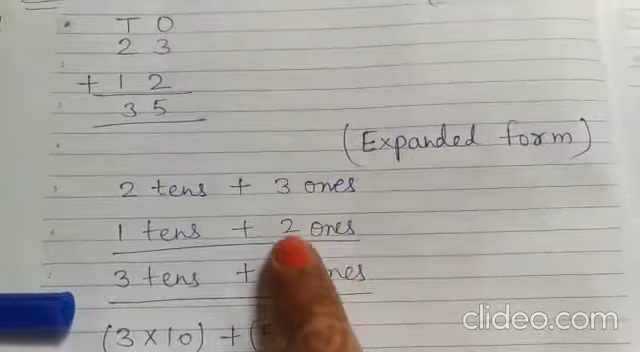 T O
2 3
+ 1 2
3 5
(Expanded form)
2 tens + 3 ones
1 tens + 2 ones
3 tens +
(3 × 10) + (
clideo.com